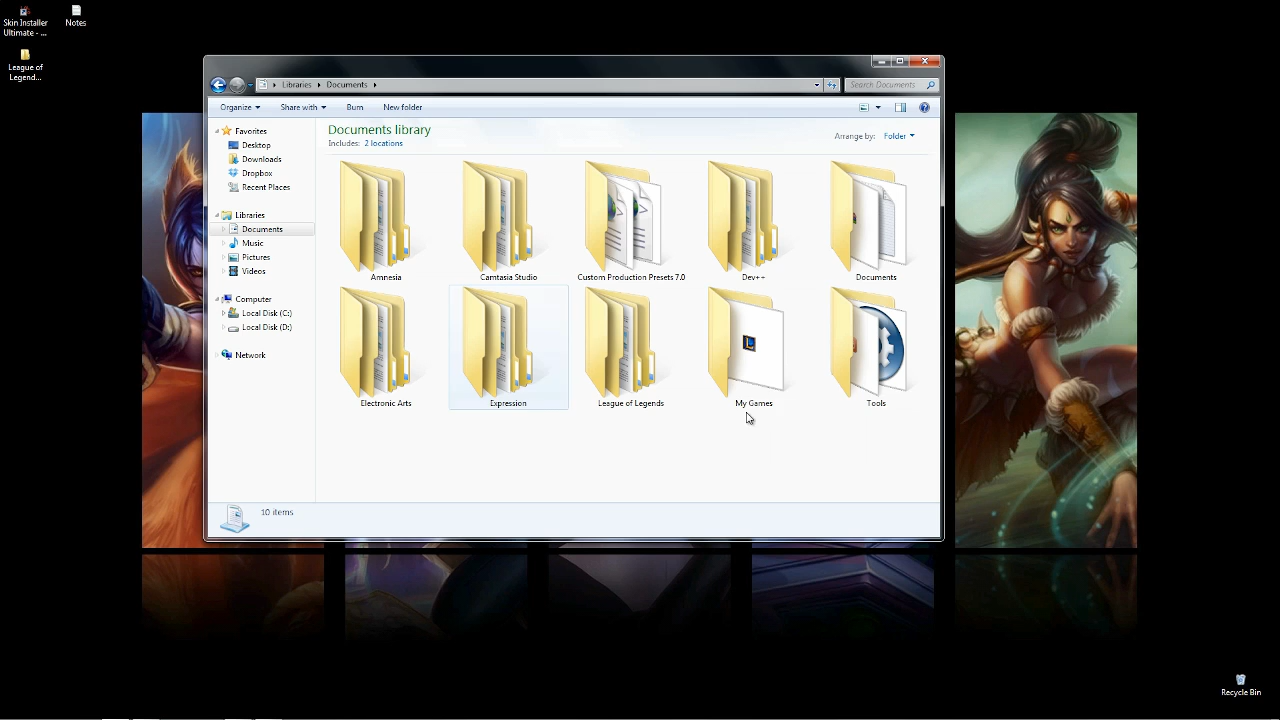 Skin Installer
Ultimate - ...
Notes
League of
Legend...
Libraries
Documents
Search Documents
Organize
Share with
Burn
New folder
Favorites
Desktop
Downloads
Dropbox
Recent Places
Libraries
Documents
Music
Pictures
Videos
Computer
Local Disk (C:)
Local Disk (D:)
Network
Documents library
Includes: 2 locations
Arrange by: Folder
Amnesia
Camtasia Studio
Custom Production Presets 7.0
Dev++
Documents
Electronic Arts
Expression
League of Legends
My Games
Tools
10 items
Recycle Bin